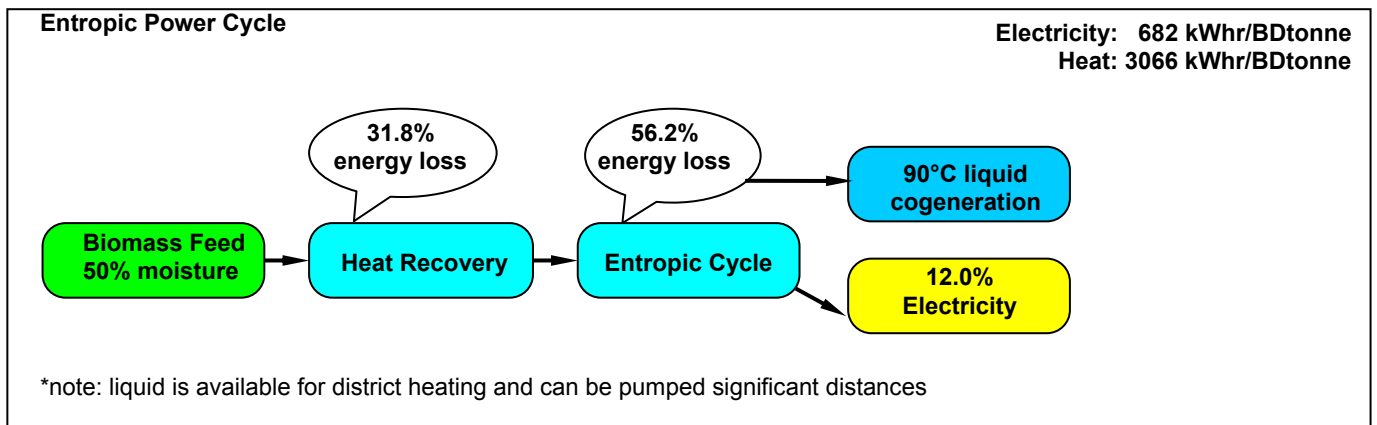 Entropic Power Cycle
Electricity: 682 kWhr/BDtonne
Heat: 3066 kWhr/BDtonne
31.8%
energy loss
56.2%
energy loss
90°C liquid
cogeneration
Biomass Feed
50% moisture
Heat Recovery
Entropic Cycle
12.0%
Electricity
*note: liquid is available for district heating and can be pumped significant distances